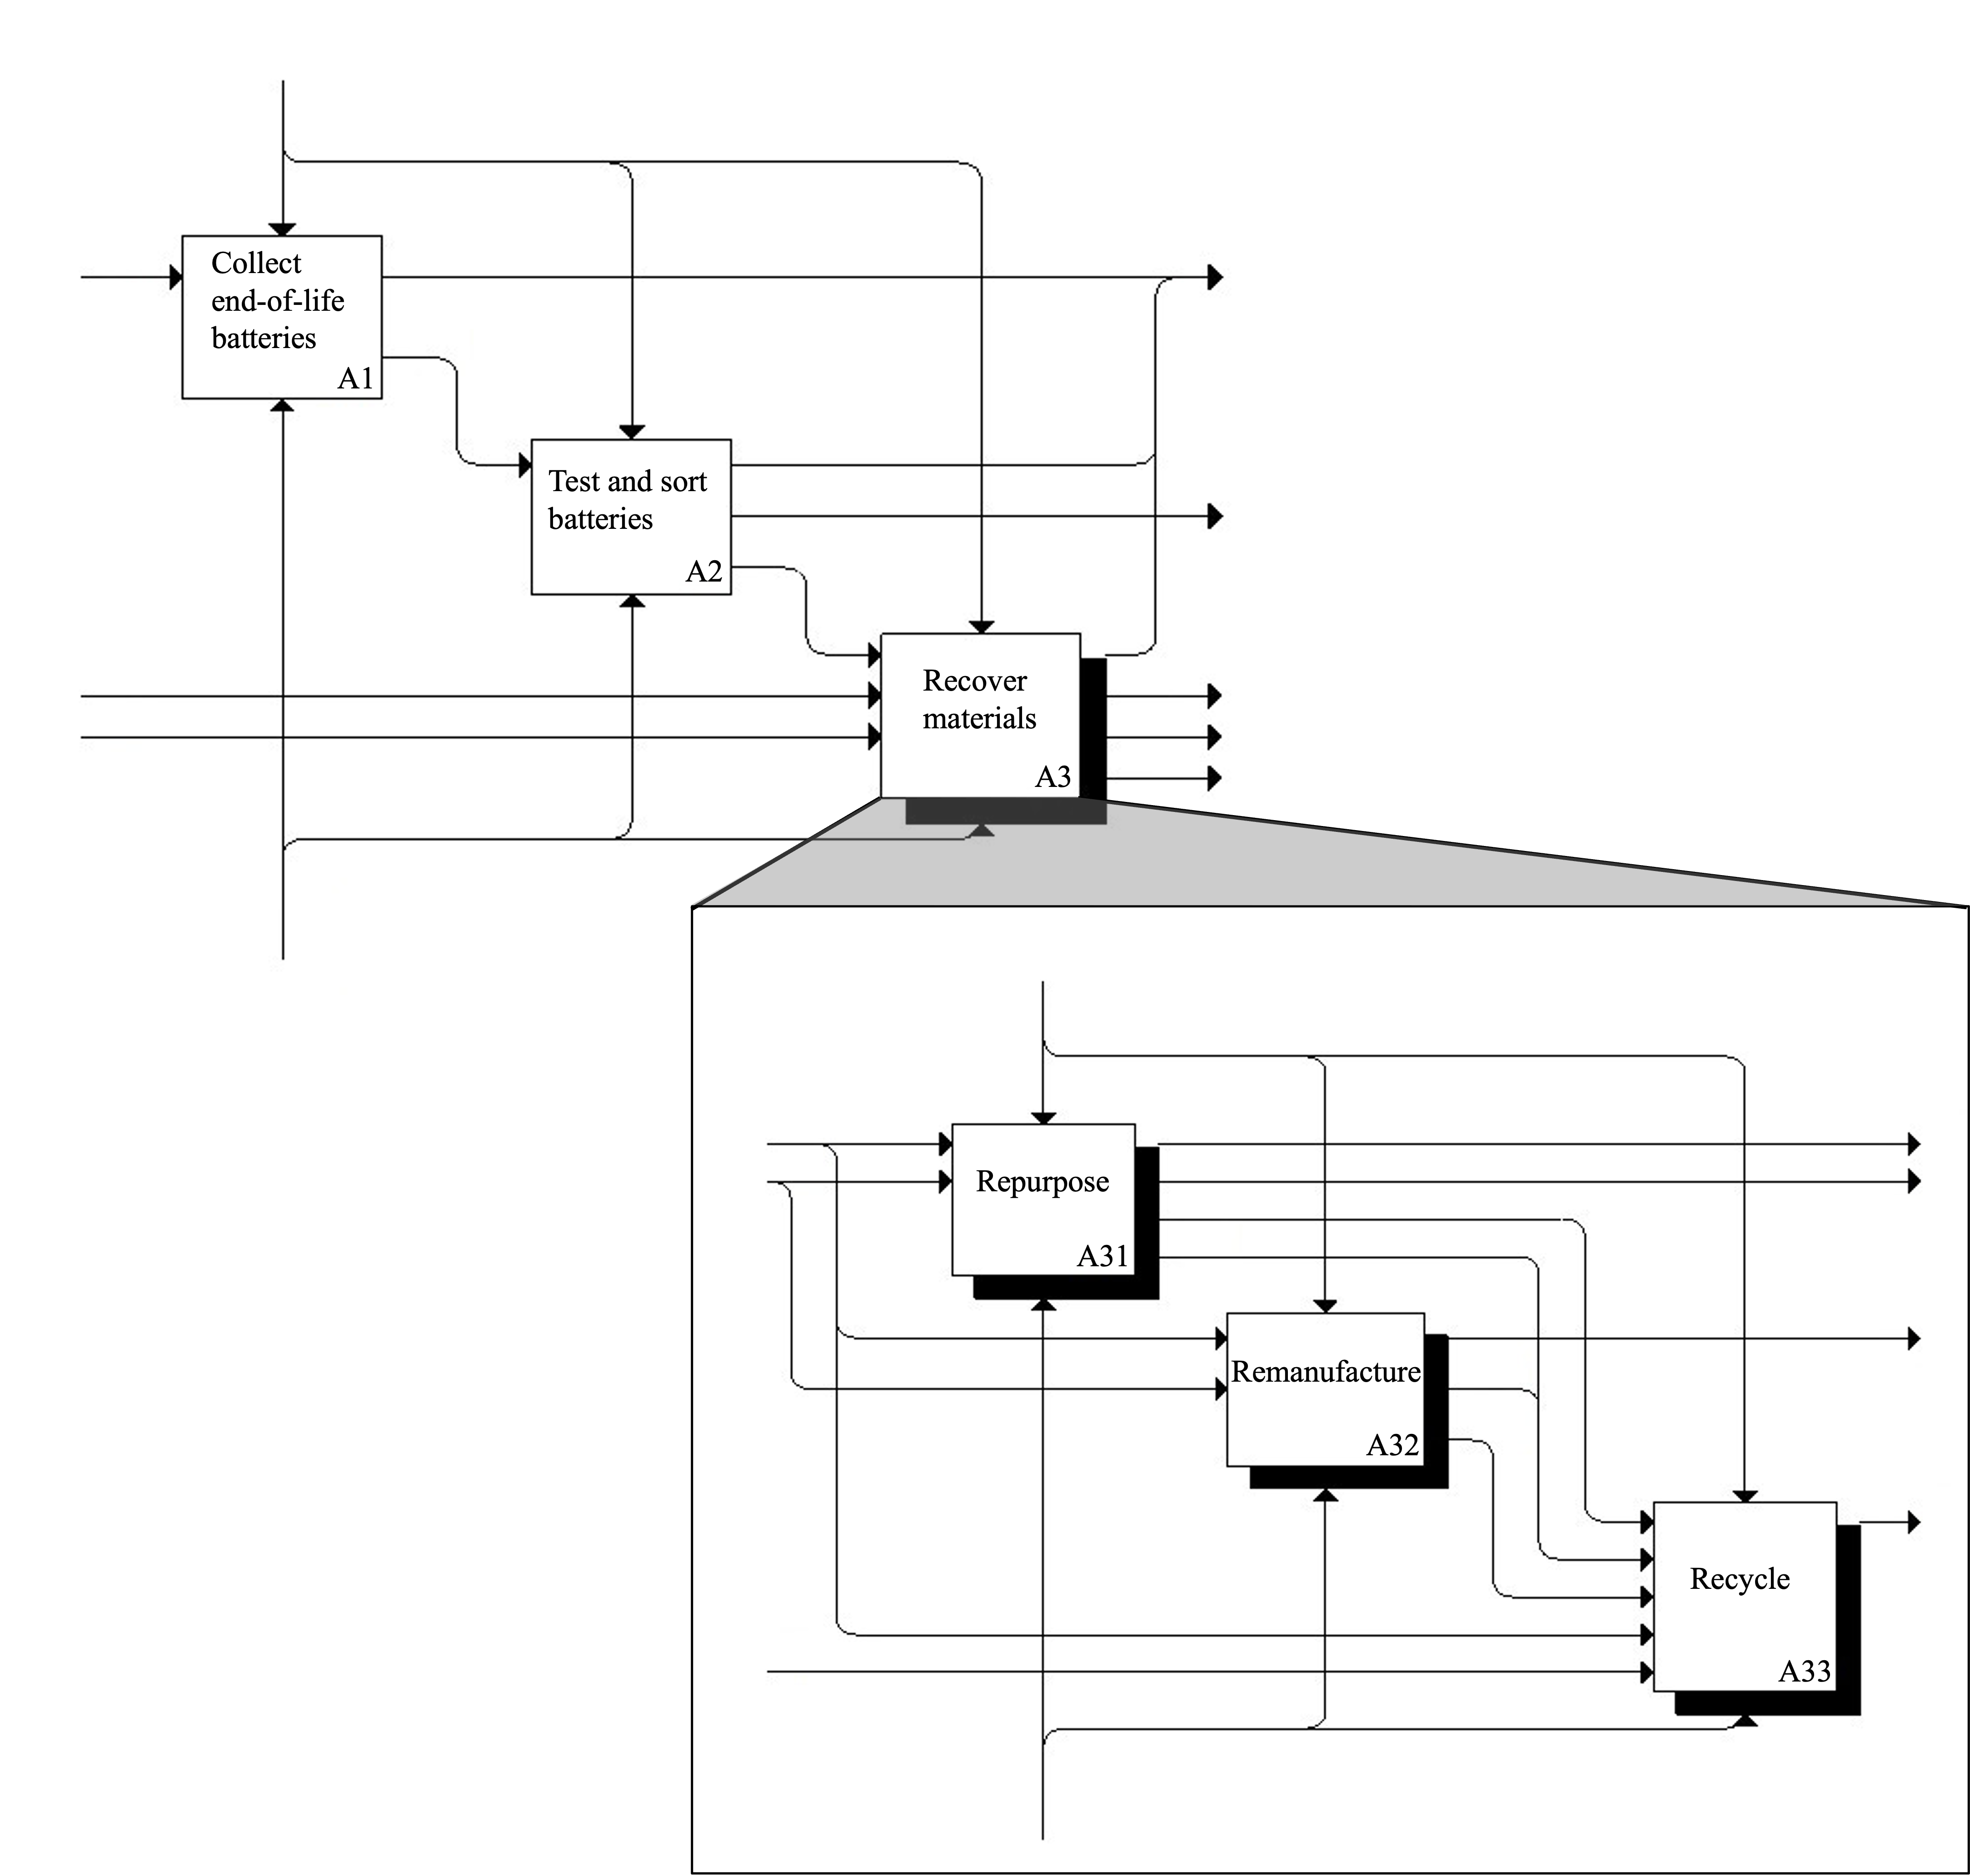 Collect
end-of-life
batteries
A1
Test and sort
batteries
A2
Recover
materials
A3
Repurpose
A31
Remanufacture
A32
Recycle
A33